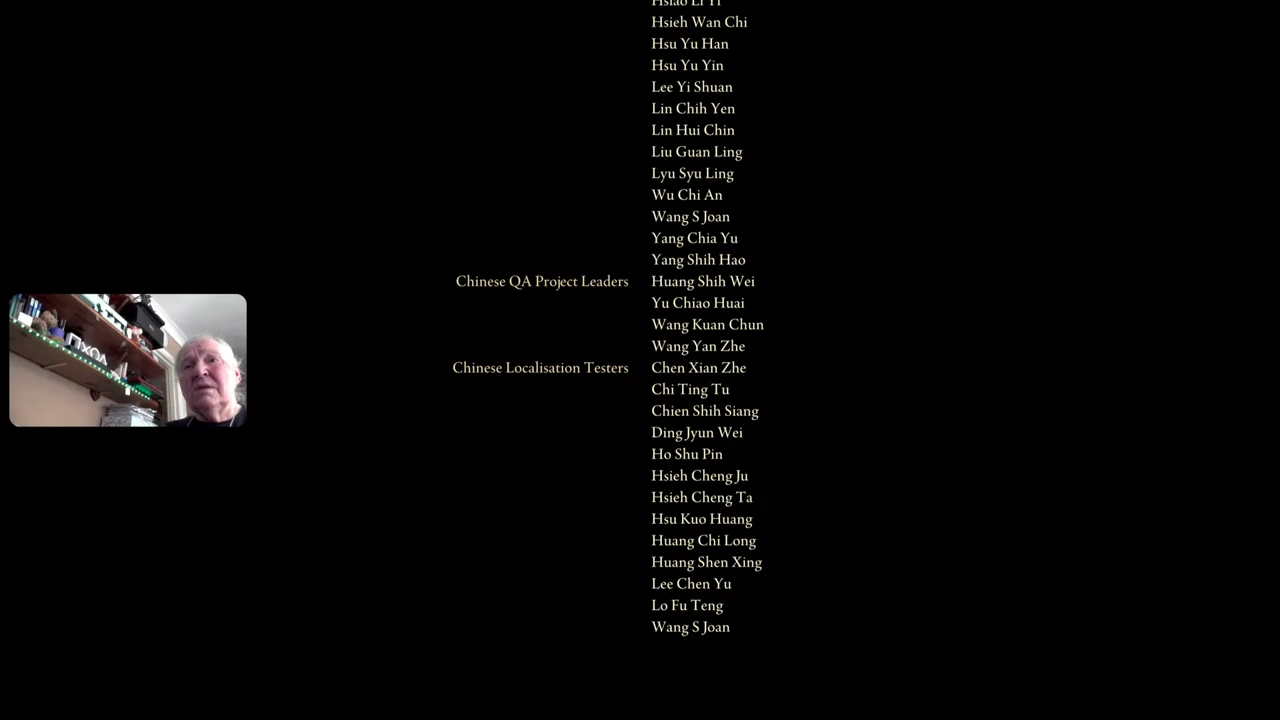 Hsiao Li Yi
Hsieh Wan Chi
Hsu Yu Han
Hsu Yu Yin
Lee Yi Shuan
Lin Chih Yen
Lin Hui Chin
Liu Guan Ling
Lyu Syu Ling
Wu Chi An
Wang S Joan
Yang Chia Yu
Yang Shih Hao
Chinese QA Project Leaders Huang Shih Wei
Yu Chiao Huai
Wang Kuan Chun
Wang Yan Zhe
Chinese Localisation Testers Chen Xian Zhe
Chi Ting Tu
Chien Shih Siang
Ding Jyun Wei
Ho Shu Pin
Hsieh Cheng Ju
Hsieh Cheng Ta
Hsu Kuo Huang
Huang Chi Long
Huang Shen Xing
Lee Chen Yu
Lo Fu Teng
Wang S Joan